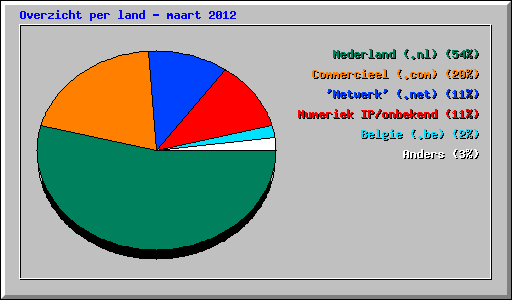 Overzicht per land - maart 2012
Nederland (.nl) (54%)
Commercieel (.com) (20%)
'Netwerk' (.net) (11%)
Numeriek IP/onbekend (11%)
Belgie (.be) (2%)
Anders (3%)